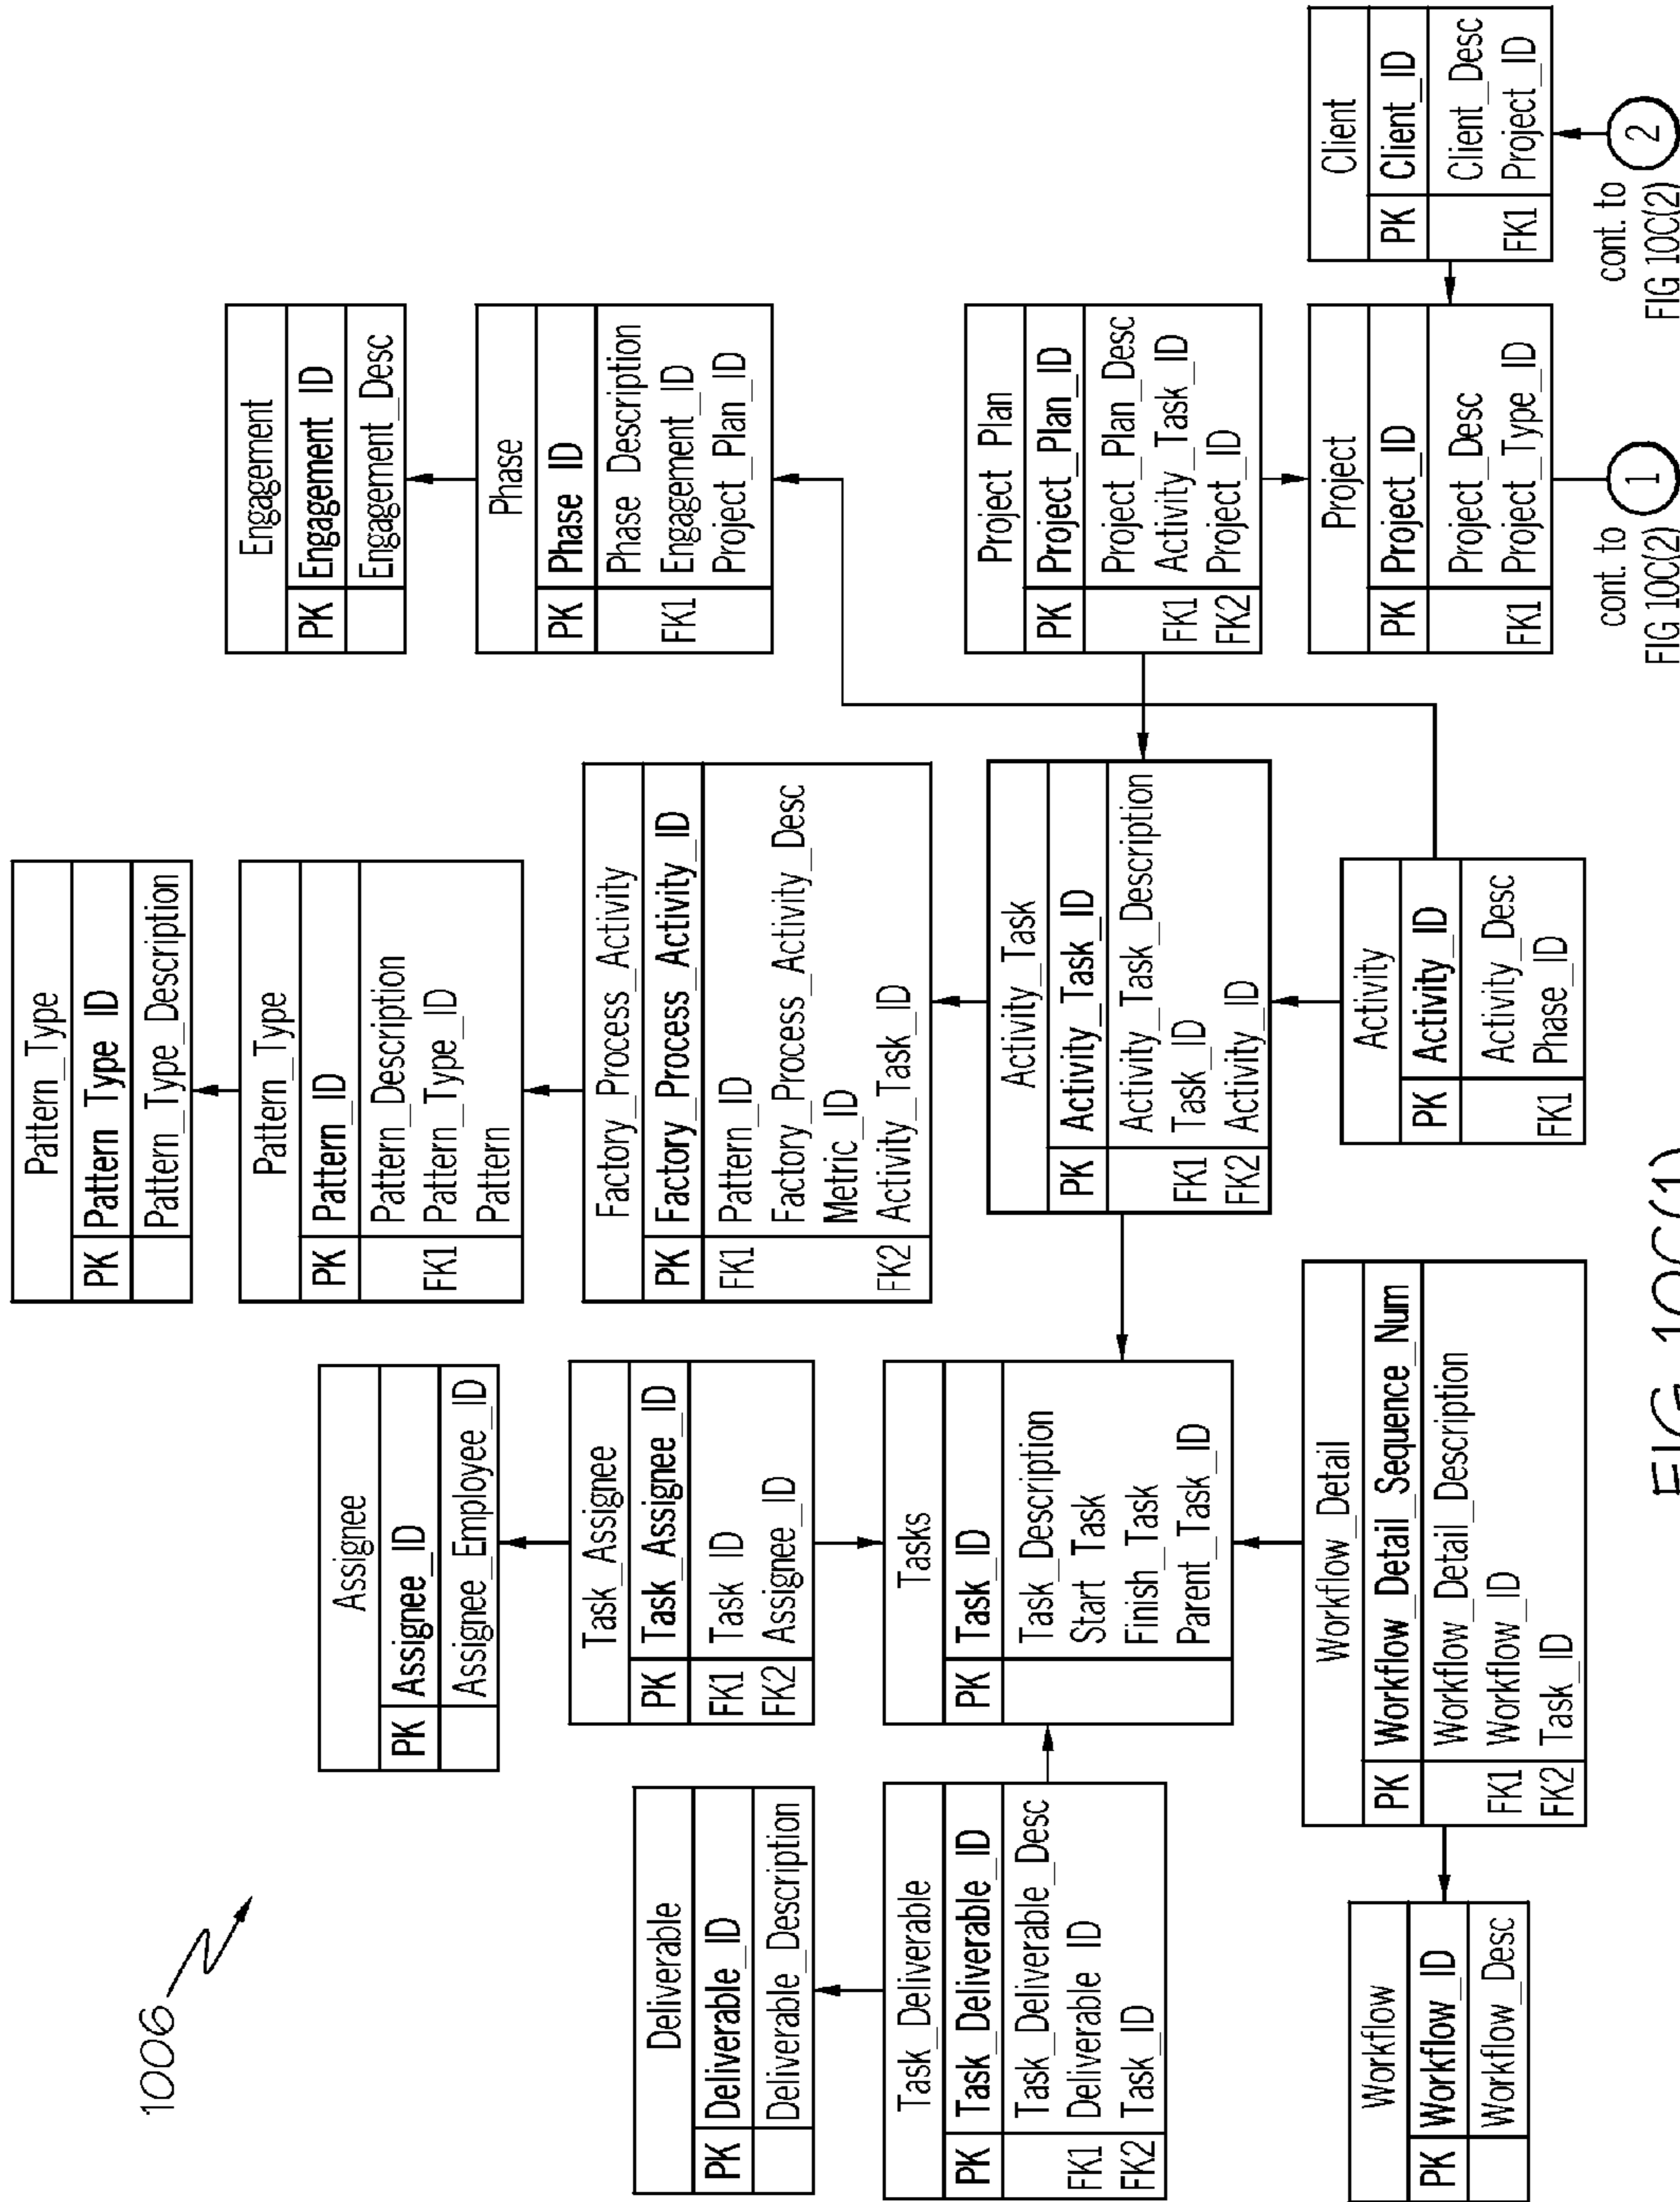 1006
Pattern_Type
PK Pattern_Type_ID
Pattern_Type_Description
Pattern_Type
PK Pattern_ID
Pattern_Description
FK1 Pattern_Type_ID
Pattern
Engagement
PK Engagement_ID
Engagement_Desc
Assignee
PK Assignee_ID
Assignee_Employee_ID
Phase
PK Phase_ID
Phase_Description
FK1 Engagement_ID
Project_Plan_ID
Deliverable
PK Deliverable_ID
Deliverable_Description
Task_Assignee
PK Task_Assignee_ID
FK1 Task_ID
FK2 Assignee_ID
Factory_Process_Activity
PK Factory_Process_Activity_ID
FK1 Pattern_ID
Factory_Process_Activity_Desc
Metric_ID
FK2 Activity_Task_ID
Task_Deliverable
PK Task_Deliverable_ID
Task_Deliverable_Desc
FK1 Deliverable_ID
FK2 Task_ID
Tasks
PK Task_ID
Task_Description
Start_Task
Finish_Task
Parent_Task_ID
Activity_Task
PK Activity_Task_ID
Activity_Task_Description
FK1 Task_ID
FK2 Activity_ID
Project_Plan
PK Project_Plan_ID
Project_Plan_Desc
FK1 Activity_Task_ID
FK2 Project_ID
Workflow
PK Workflow_ID
Workflow_Desc
Workflow_Detail
PK Workflow_Detail_Sequence_Num
Workflow_Detail_Description
FK1 Workflow_ID
FK2 Task_ID
Activity
PK Activity_ID
Activity_Desc
FK1 Phase_ID
Project
PK Project_ID
Project_Desc
FK1 Project_Type_ID
Client
PK Client_ID
Client_Desc
FK1 Project_ID
cont. to
FIG 10C(2)
1
cont. to
FIG 10C(2)
2
FIG 10C(1)